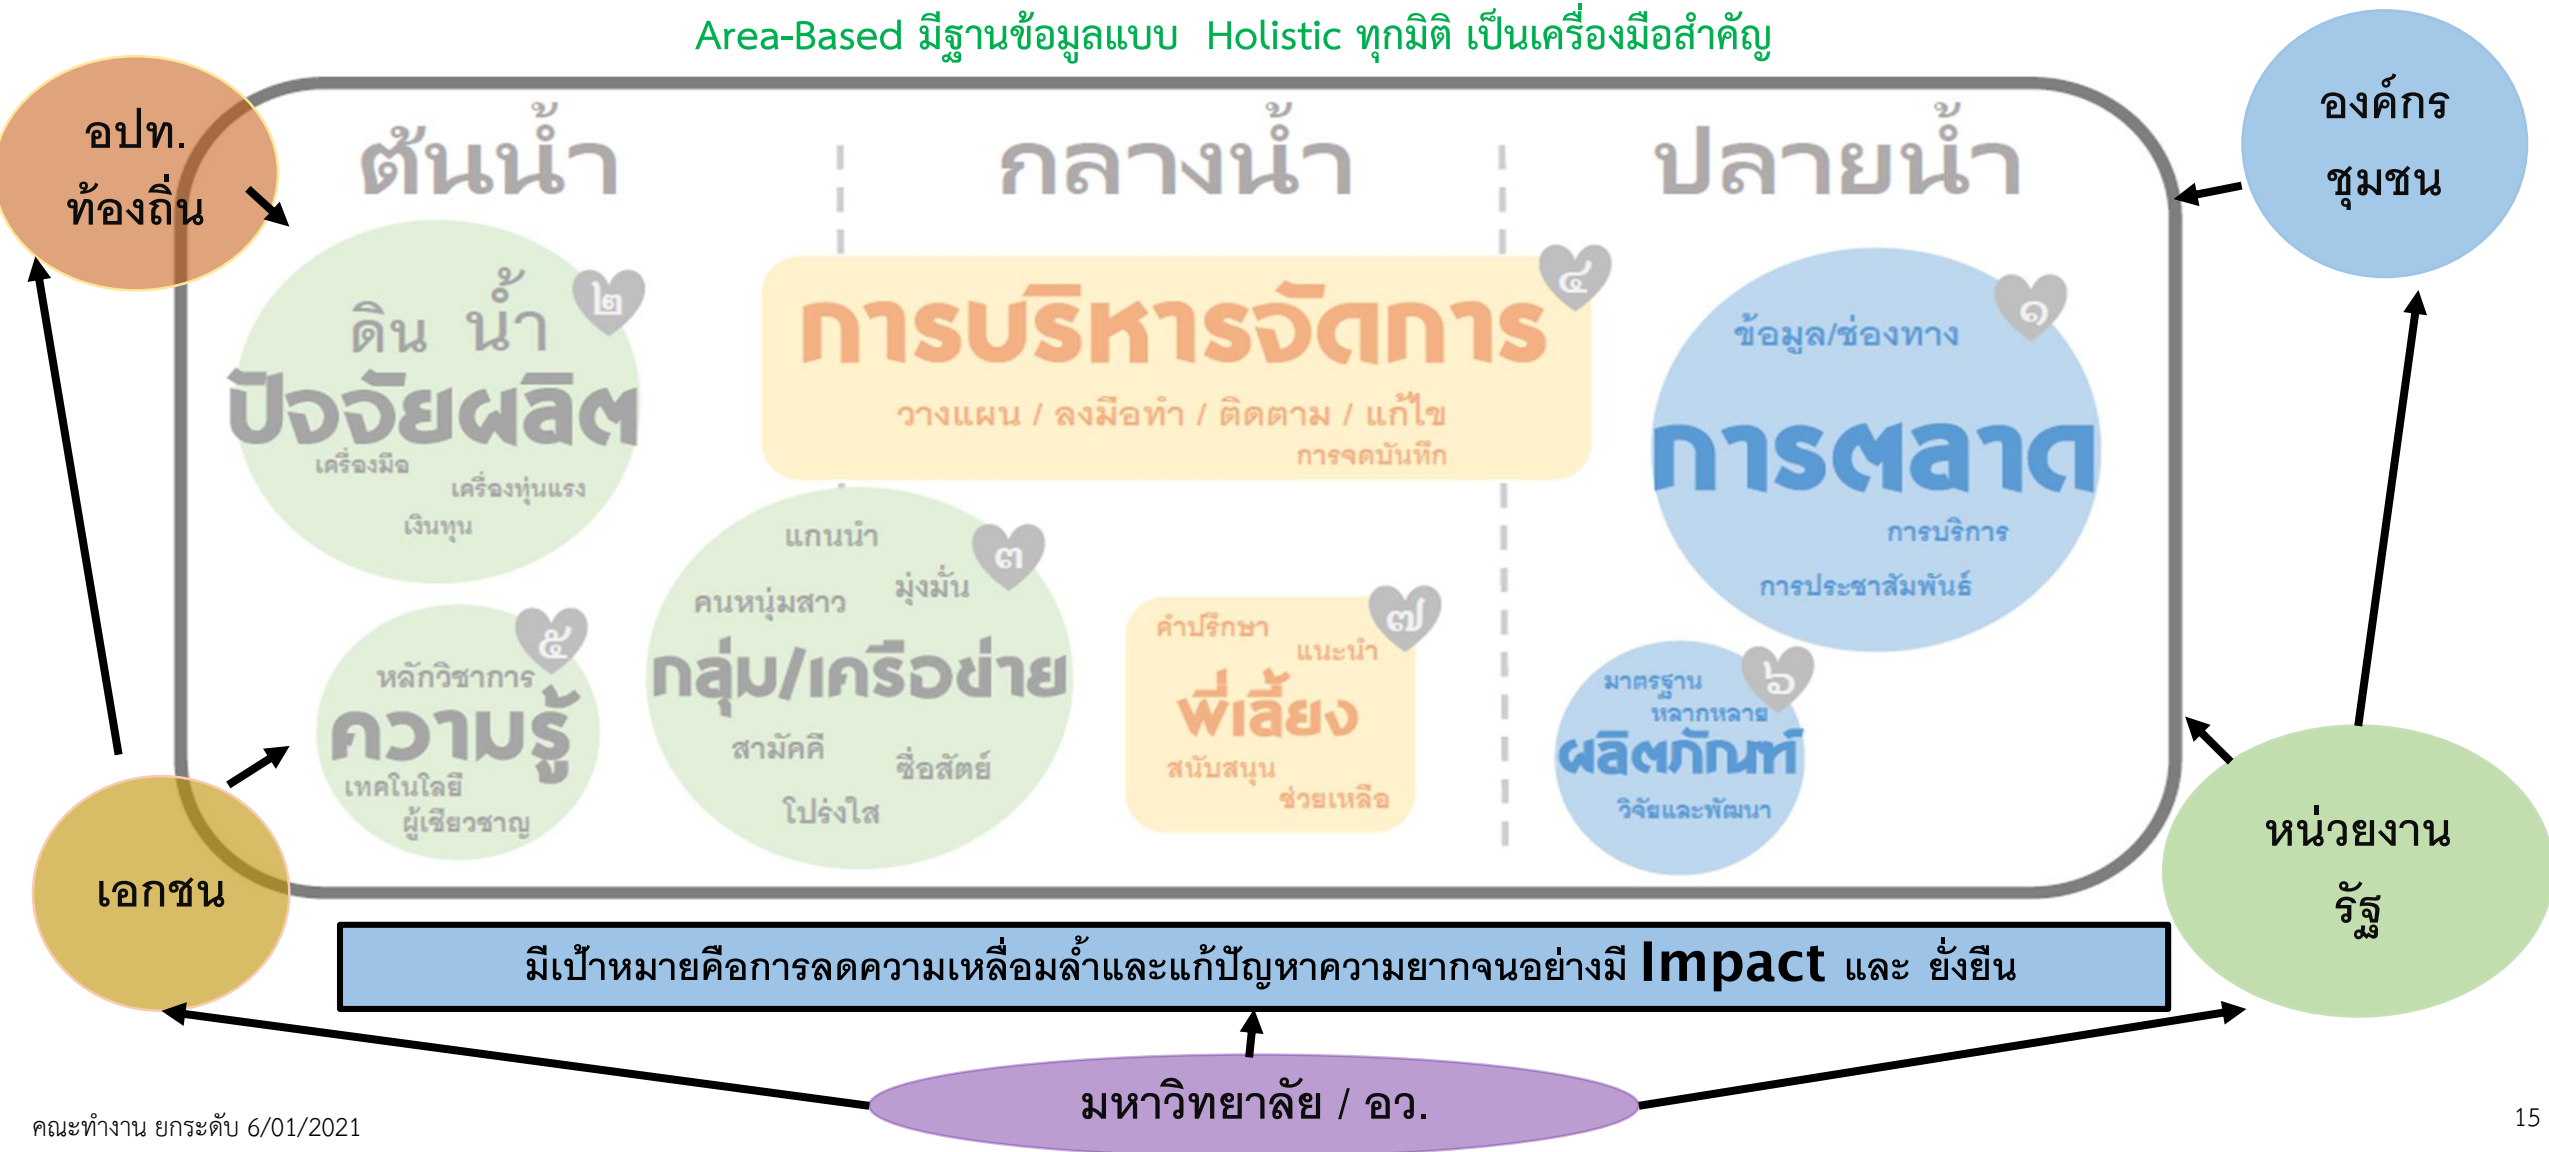 Area-Based มีฐานข้อมูลแบบ Holistic ทุกมิติ เป็นเครื่องมือสำคัญ
อปท.
ท้องถิ่น
องค์กร
ชุมชน
ต้นน้ำ
กลางน้ำ
ปลายน้ำ
๒
ดิน น้ำ
ปัจจัยผลิต
เครื่องมือ
เครื่องทุ่นแรง
เงินทุน
๔
การบริหารจัดการ
วางแผน / ลงมือทำ / ติดตาม / แก้ไข
การจดบันทึก
๑
ข้อมูล/ช่องทาง
การตลาด
การบริการ
การประชาสัมพันธ์
๕
หลักวิชาการ
ความรู้
เทคโนโลยี
ผู้เชียวชาญ
๓
แกนนำ
คนหนุ่มสาว
มุ่งมั่น
กลุ่ม/เครือข่าย
สามัคคี
ซื่อสัตย์
โปร่งใส
๗
คำปรึกษา
แนะนำ
พี่เลี้ยง
สนับสนุน
ช่วยเหลือ
๖
มาตรฐาน
หลากหลาย
ผลิตภัณฑ์
วิจัยและพัฒนา
เอกชน
หน่วยงาน
รัฐ
มีเป้าหมายคือการลดความเหลื่อมล้ำและแก้ปัญหาความยากจนอย่างมี Impact และ ยั่งยืน
มหาวิทยาลัย / อว.
คณะทำงาน ยกระดับ 6/01/2021
15